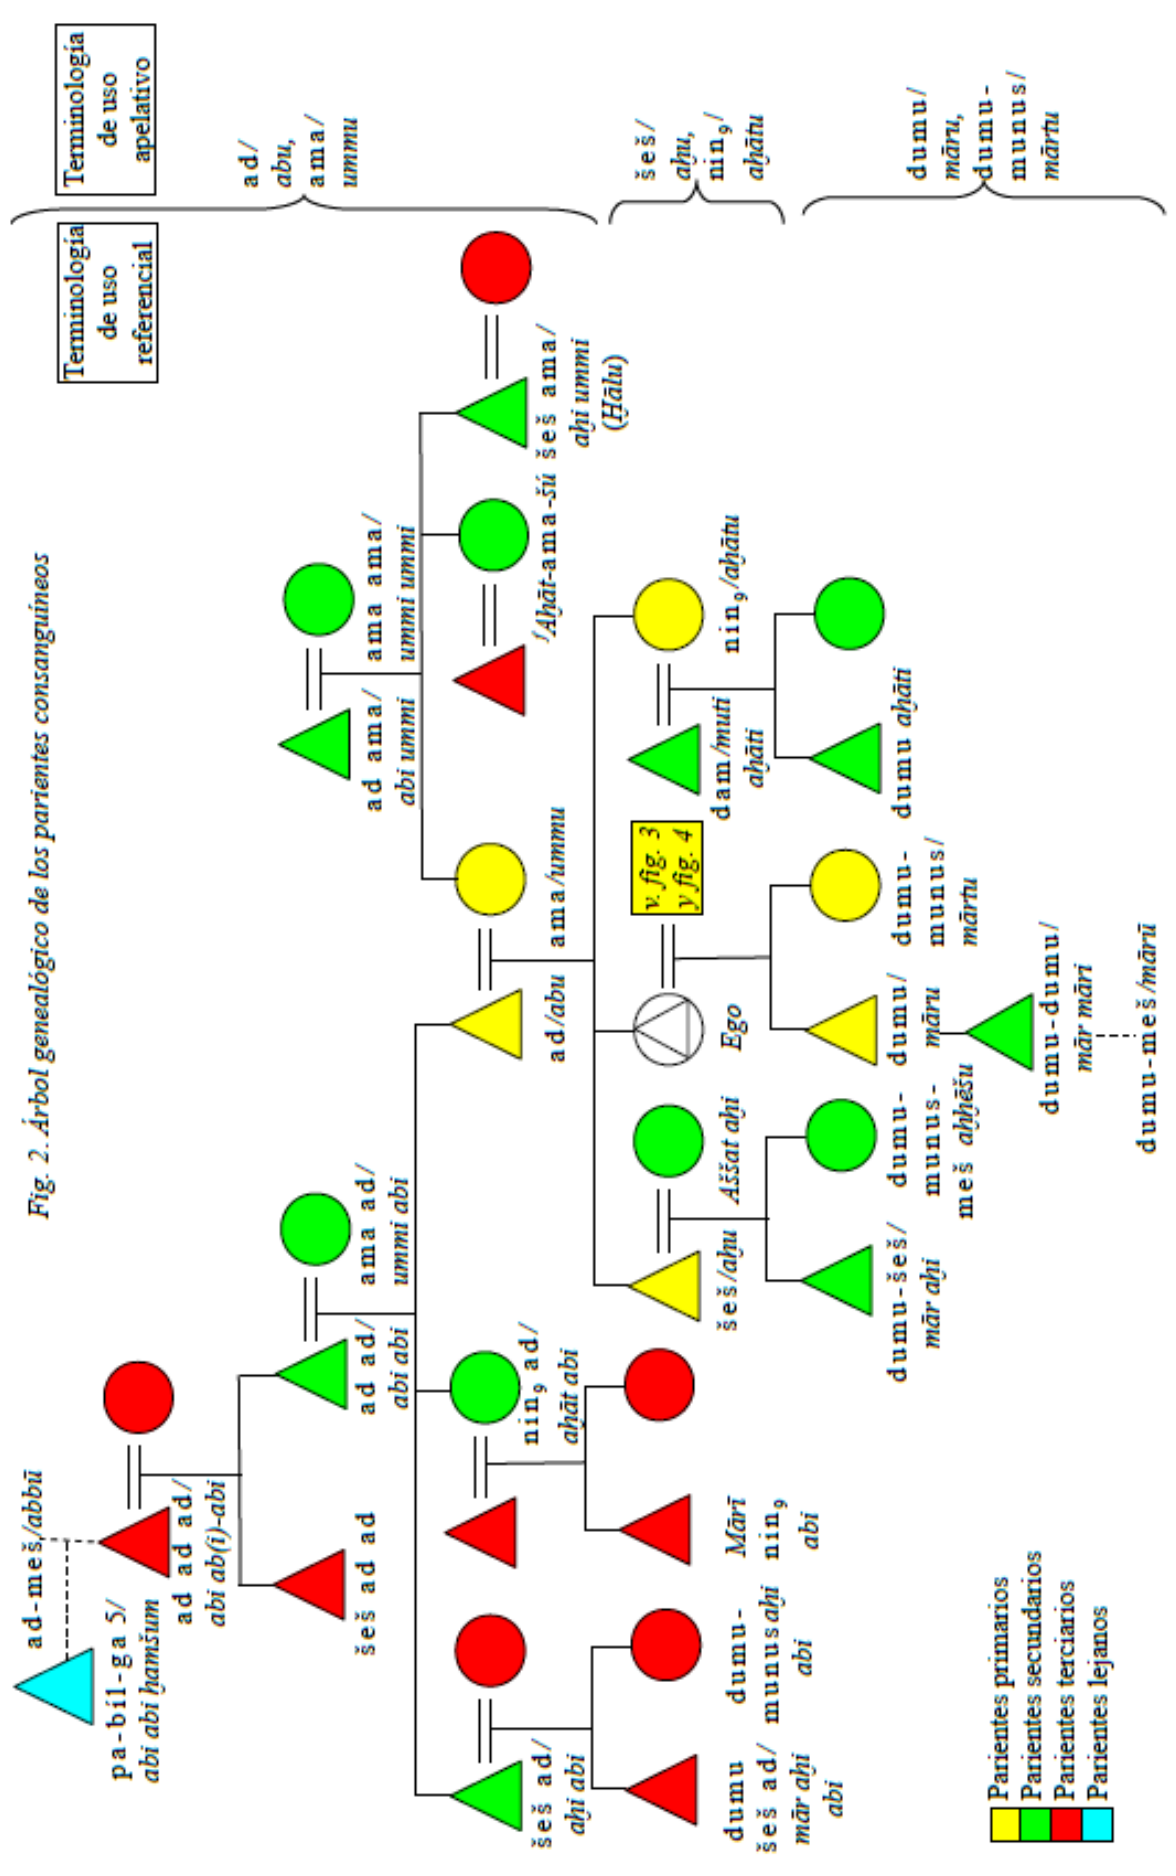 Fig. 2. Árbol genealógico de los parientes consanguíneos
Terminología
de uso
referencial
Terminología
de uso
apelativo
ad-meš/abbū
pa-bíl-ga 5/
abi abi ḫamšum
ad ad ad/
abi ab(i)-abi
šeš ad ad
ad ad/
abi abi
ama ad/
ummi abi
ad ama/
abi ummi
ama ama/
ummi ummi
ad/
abu,
ama/
ummu
šeš ad/
aḫi abi
nin₉ ad/
aḫāt abi
ad/abu
ama/ummu
ᶠAḫāt-ama-šú
šeš ama/
aḫi ummi
(Ḫālu)
dumu
šeš ad/
mār aḫi
abi
dumu-
munus aḫi
abi
Mārī
nin₉
abi
šeš/aḫu
Aššat aḫi
Ego
v. fig. 3
y fig. 4
dam/muti
aḫāti
nin₉/aḫātu
šeš/
aḫu,
nin₉/
aḫātu
dumu-šeš/
mār aḫi
dumu-
munus-
meš aḫḫēšu
dumu/
māru
dumu-
munus/
mārtu
dumu aḫāti
dumu/
māru,
dumu-
munus/
mārtu
dumu-dumu/
mār māri
dumu-meš/mārū
Parientes primarios
Parientes secundarios
Parientes terciarios
Parientes lejanos